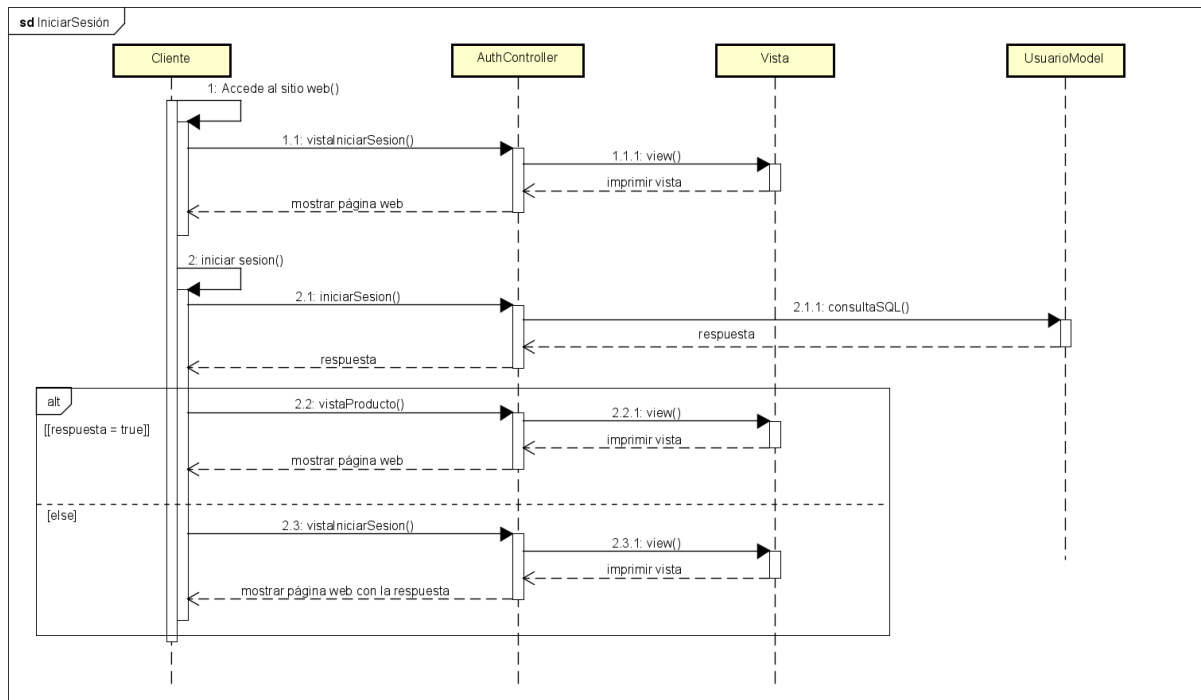 sd IniciarSesión
Cliente
AuthController
Vista
UsuarioModel
1: Accede al sitio web()
1.1: vistaIniciarSesion()
1.1.1: view()
imprimir vista
mostrar página web
2: iniciar sesion()
2.1: iniciarSesion()
2.1.1: consultaSQL()
respuesta
respuesta
alt
[[respuesta = true]]
2.2: vistaProducto()
2.2.1: view()
imprimir vista
mostrar página web
[else]
2.3: vistaIniciarSesion()
2.3.1: view()
imprimir vista
mostrar página web con la respuesta